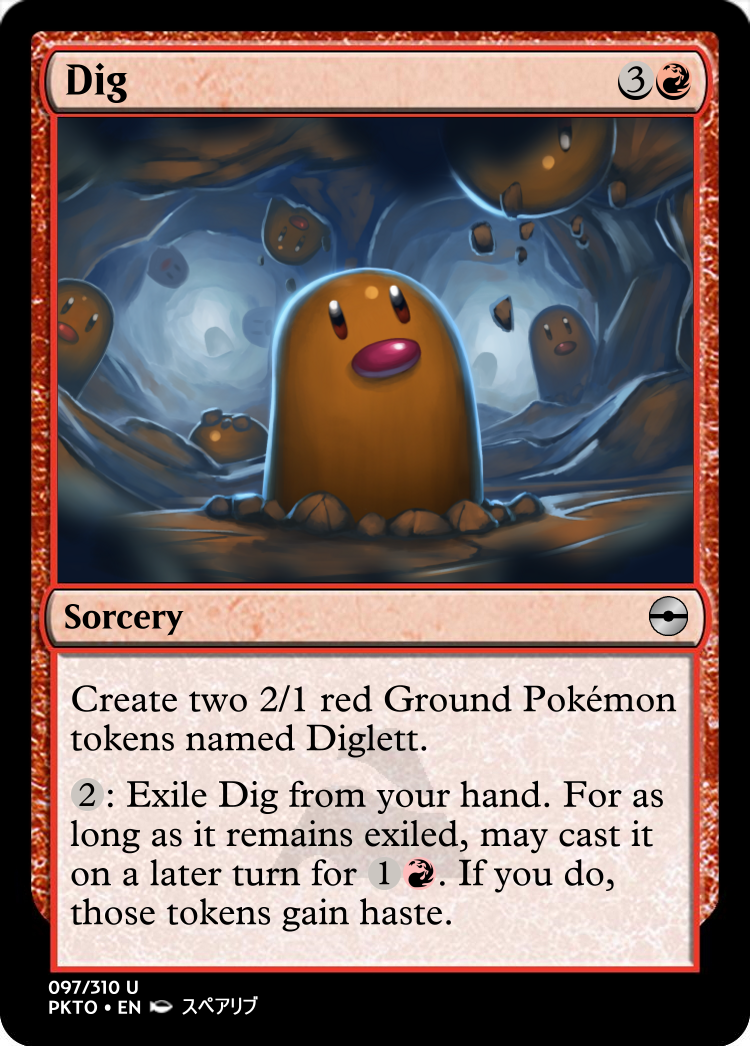 Dig 3
Sorcery
Create two 2/1 red Ground Pokémon
tokens named Diglett.
2: Exile Dig from your hand. For as
long as it remains exiled, may cast it
on a later turn for 1 . If you do,
those tokens gain haste.
097/310 U
PKTO • EN スペアリブ